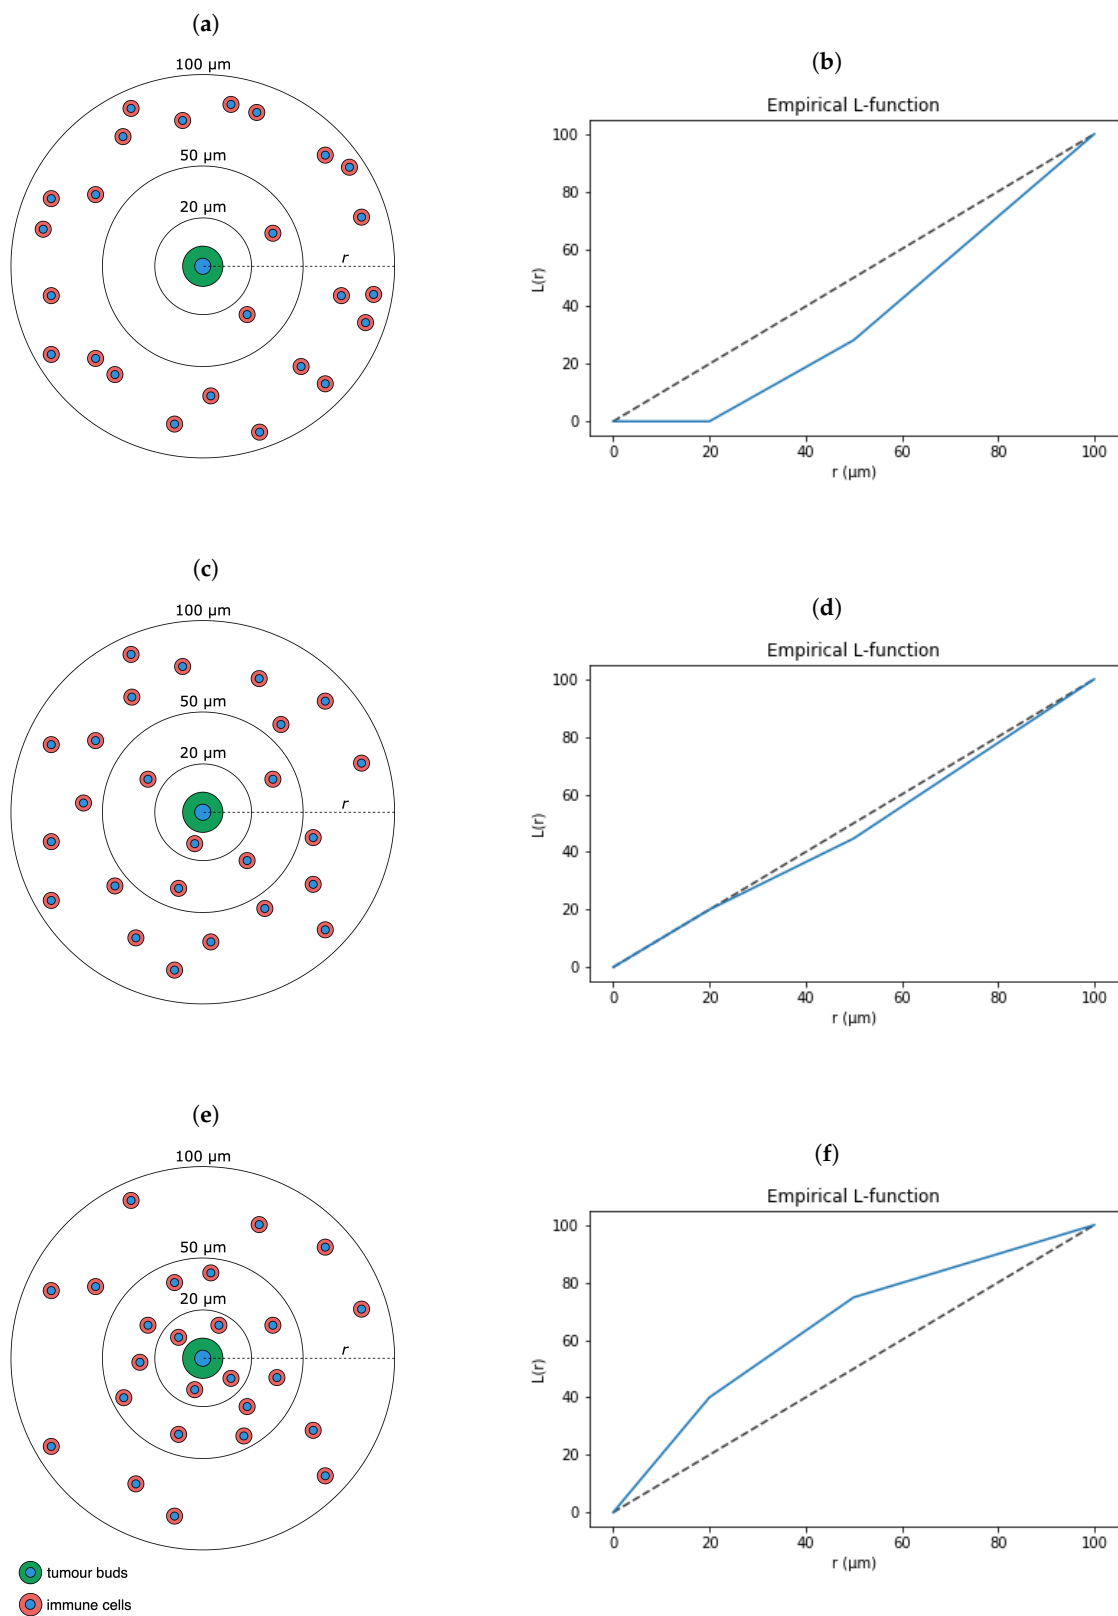 (a)
100 µm
50 µm
20 µm
r
(b)
Empirical L-function
100
80
60
40
20
0
L(r)
0 20 40 60 80 100
r (µm)
(c)
100 µm
50 µm
20 µm
r
(d)
Empirical L-function
100
80
60
40
20
0
L(r)
0 20 40 60 80 100
r (µm)
(e)
100 µm
50 µm
20 µm
r
(f)
Empirical L-function
100
80
60
40
20
0
L(r)
0 20 40 60 80 100
r (µm)
tumour buds
immune cells